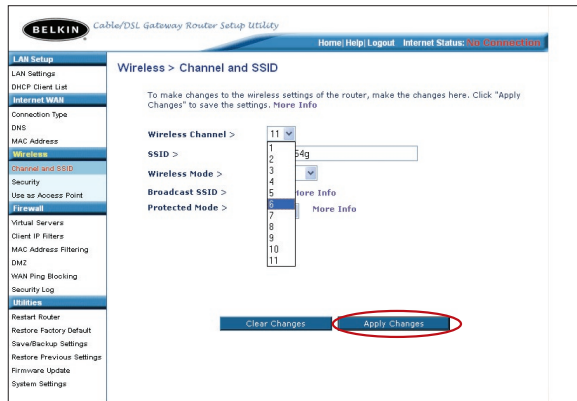 BELKIN Cable/DSL Gateway Router Setup Utility
Home| Help| Logout Internet Status: No Connection
LAN Setup
LAN Settings
DHCP Client List
Internet WAN
Connection Type
DNS
MAC Address
Wireless
Channel and SSID
Security
Use as Access Point
Firewall
Virtual Servers
Client IP Filters
MAC Address Filtering
DMZ
WAN Ping Blocking
Security Log
Utilities
Restart Router
Restore Factory Default
Save/Backup Settings
Restore Previous Settings
Firmware Update
System Settings
Wireless > Channel and SSID
To make changes to the wireless settings of the router, make the changes here. Click "Apply
Changes" to save the settings. More Info
Wireless Channel > 11
SSID > 54g
Wireless Mode >
Broadcast SSID > More Info
Protected Mode > More Info
1
2
3
4
5
6
7
8
9
10
11
Clear Changes Apply Changes